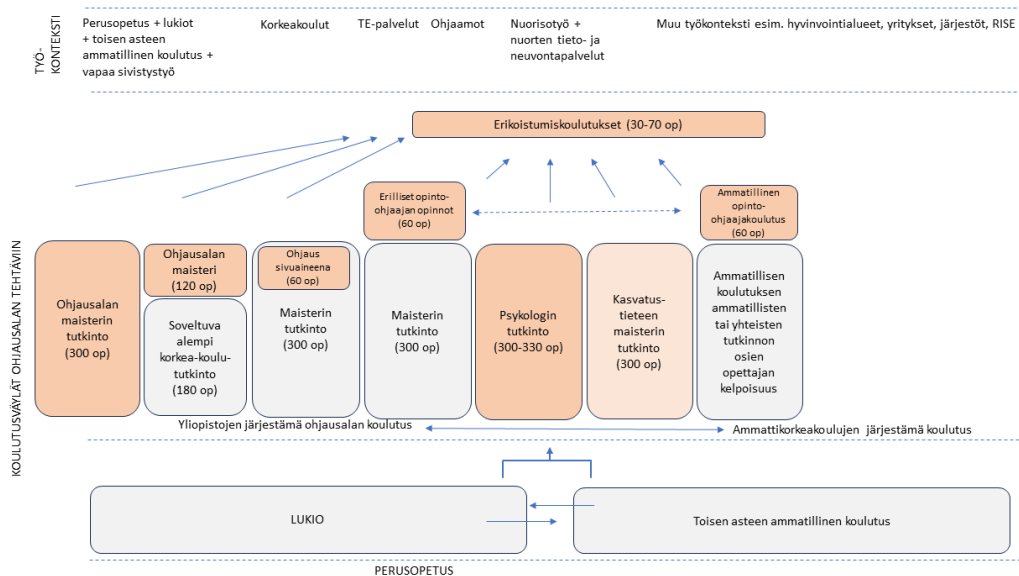 TYÖ-
KONTEKSTI
Perusopetus + lukiot
+ toisen asteen
ammatillinen koulutus +
vapaa sivistystyö
Korkeakoulut
TE-palvelut
Ohjaamot
Nuorisotyö +
nuorten tieto- ja
neuvontapalvelut
Muu työkonteksti esim. hyvinvointialueet, yritykset, järjestöt, RISE
KOULUTUSVÄYLÄT OHJAUSALAN TEHTÄVIIN
Erikoistumiskoulutukset (30-70 op)
Erilliset opinto-
ohjaajan opinnot
(60 op)
Ammatillinen
opinto-
ohjaajakoulutus
(60 op)
Ohjausalan
maisterin
tutkinto
(300 op)
Ohjausalan
maisteri
(120 op)
Soveltuva
alempi
korkea-koulu-
tutkinto
(180 op)
Ohjaus
sivuaineena
(60 op)
Maisterin
tutkinto
(300 op)
Maisterin
tutkinto
(300 op)
Psykologin
tutkinto
(300-330 op)
Kasvatus-
tieteen
maisterin
tutkinto
(300 op)
Ammatillisen
koulutuksen
ammatillisten
tai yhteisten
tutkinnon
osien
opettajan
kelpoisuus
Yliopistojen järjestämä ohjausalan koulutus
Ammattikorkeakoulujen järjestämä koulutus
LUKIO
Toisen asteen ammatillinen koulutus
PERUSOPETUS